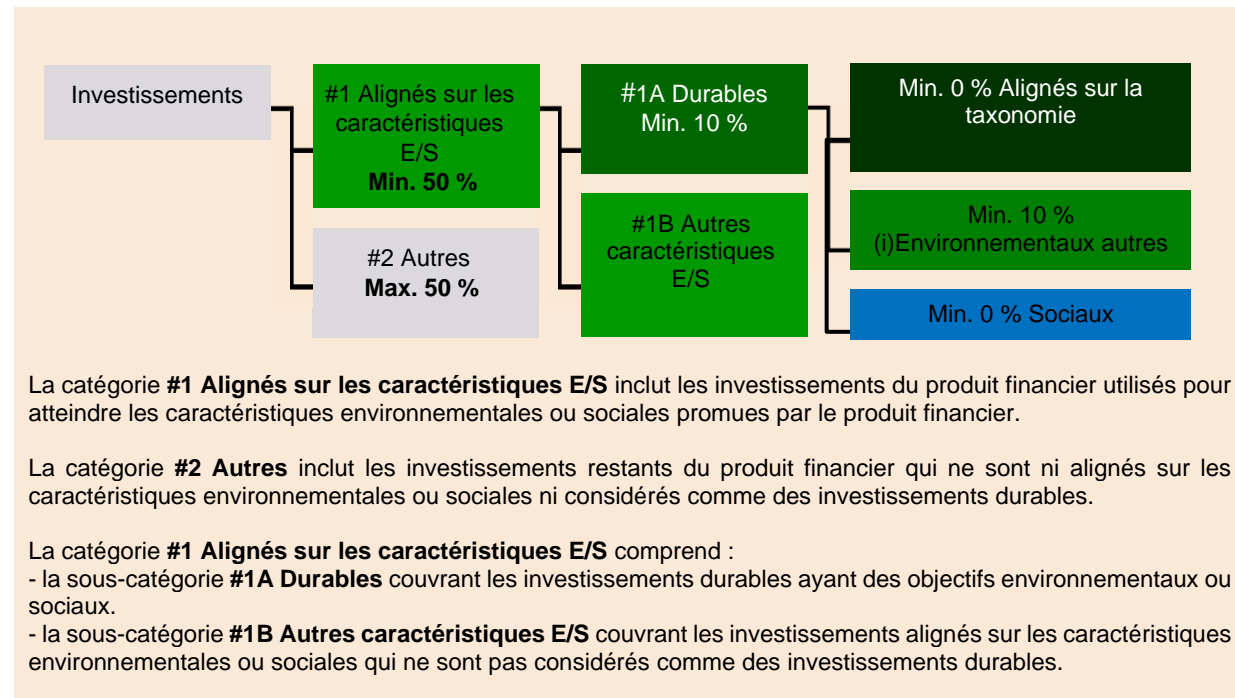 Investissements
#1 Alignés sur les
caractéristiques
E/S
Min. 50 %
#2 Autres
Max. 50 %
#1A Durables
Min. 10 %
#1B Autres
caractéristiques
E/S
Min. 0 % Alignés sur la
taxonomie
Min. 10 %
(i)Environnementaux autres
Min. 0 % Sociaux
La catégorie #1 Alignés sur les caractéristiques E/S inclut les investissements du produit financier utilisés pour
atteindre les caractéristiques environnementales ou sociales promues par le produit financier.
La catégorie #2 Autres inclut les investissements restants du produit financier qui ne sont ni alignés sur les
caractéristiques environnementales ou sociales ni considérés comme des investissements durables.
La catégorie #1 Alignés sur les caractéristiques E/S comprend :
- la sous-catégorie #1A Durables couvrant les investissements durables ayant des objectifs environnementaux ou
sociaux.
- la sous-catégorie #1B Autres caractéristiques E/S couvrant les investissements alignés sur les caractéristiques
environnementales ou sociales qui ne sont pas considérés comme des investissements durables.